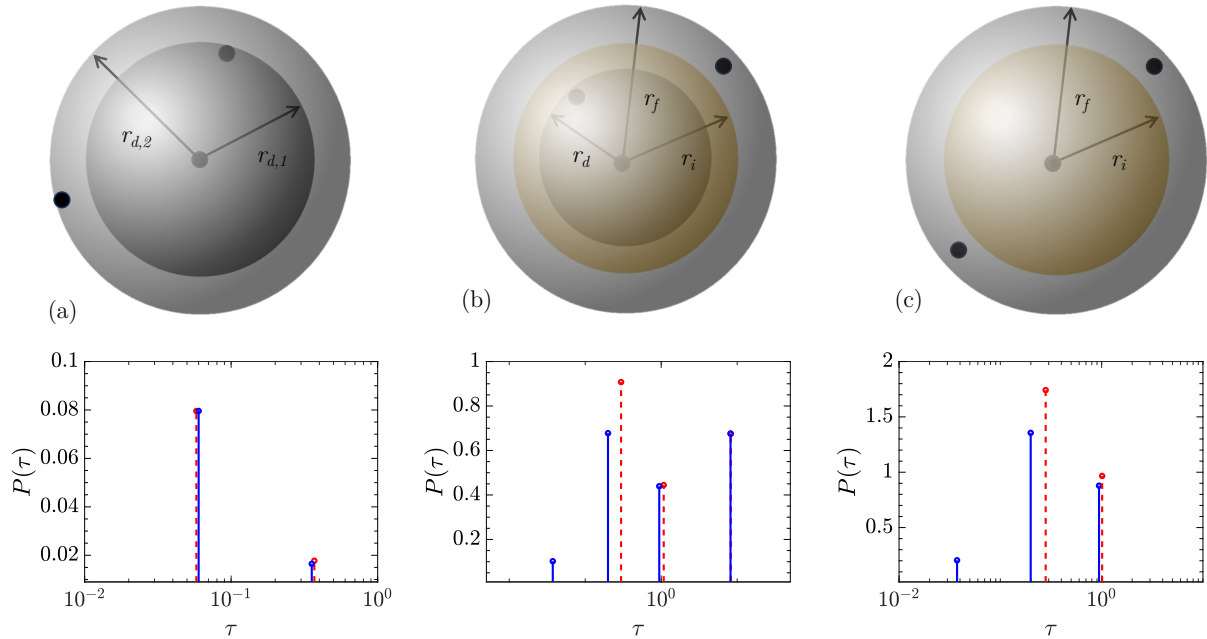 r_{d,2}
r_{d,1}
(a)
r_f
r_d
r_i
(b)
r_f
r_i
(c)
0.1
0.08
0.06
0.04
0.02
P(τ)
10^{-2}
10^{-1}
10^{0}
τ
1
0.8
0.6
0.4
0.2
P(τ)
10^{0}
τ
2
1.5
1
0.5
P(τ)
10^{-2}
10^{0}
τ